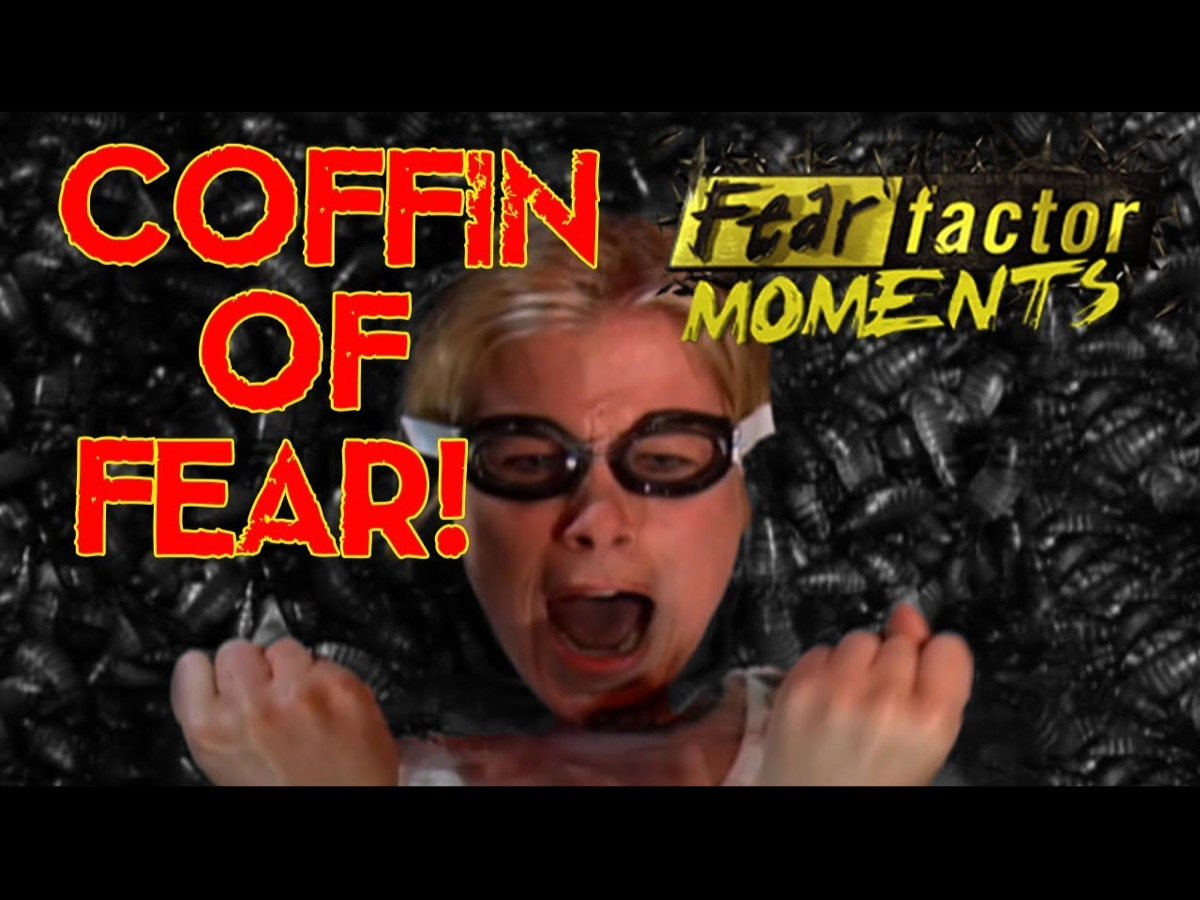 COFFIN
OF
FEAR!
Fear factor
MOMENTS